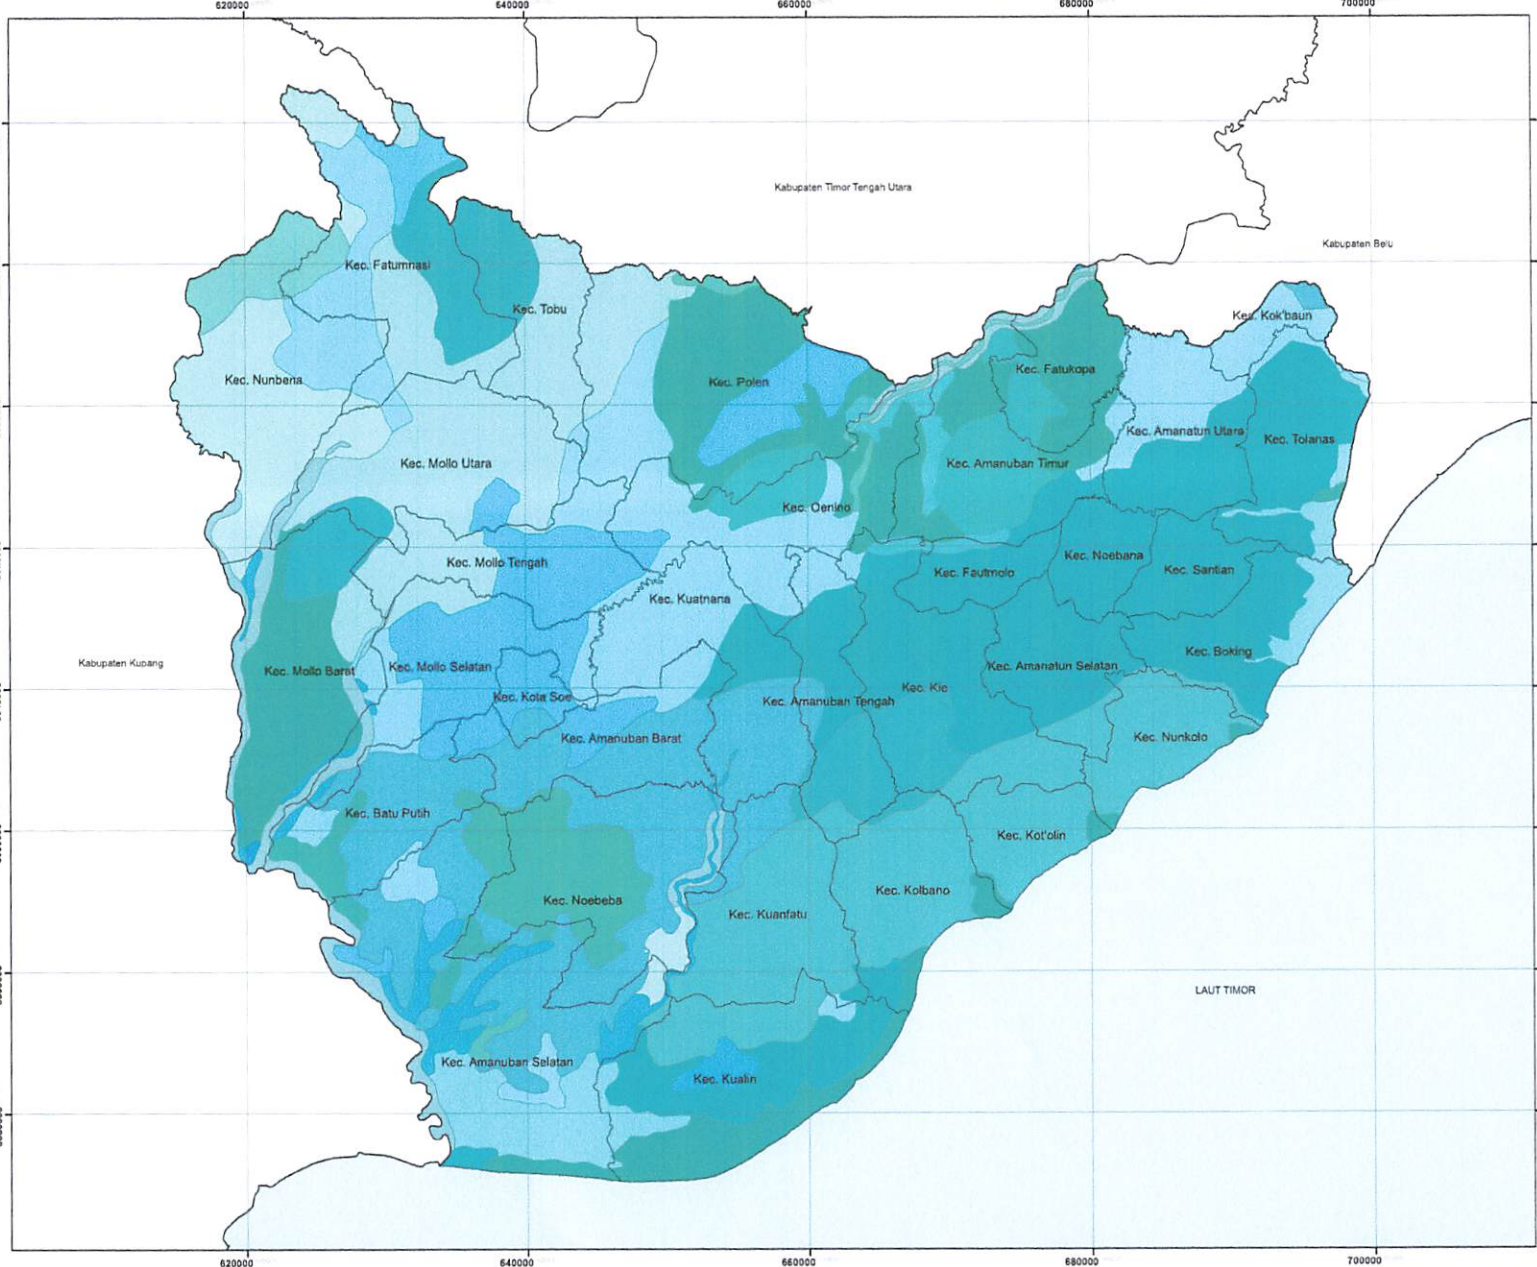 620000
640000
660000
680000
700000
Kabupaten Timor Tengah Utara
Kabupaten Belu
Kec. Fatumnasi
Kec. Tobu
Kec. Kok'baun
Kec. Nunbena
Kec. Polen
Kec. Fatukopa
Kec. Amanatun Utara
Kec. Toianas
Kec. Mollo Utara
Kec. Amanuban Timur
Kec. Oenino
Kec. Mollo Tengah
Kec. Noebana
Kec. Fautmolo
Kec. Santian
Kec. Kuatnana
Kec. Boking
Kabupaten Kupang
Kec. Mollo Barat
Kec. Mollo Selatan
Kec. Amanatun Selatan
Kec. Kie
Kec. Kota Soe
Kec. Amanuban Tengah
Kec. Amanuban Barat
Kec. Nunkolo
Kec. Batu Putih
Kec. Kot'olin
Kec. Kolbano
Kec. Noebeba
Kec. Kuanfatu
LAUT TIMOR
Kec. Amanuban Selatan
Kec. Kualin
620000
640000
660000
680000
700000